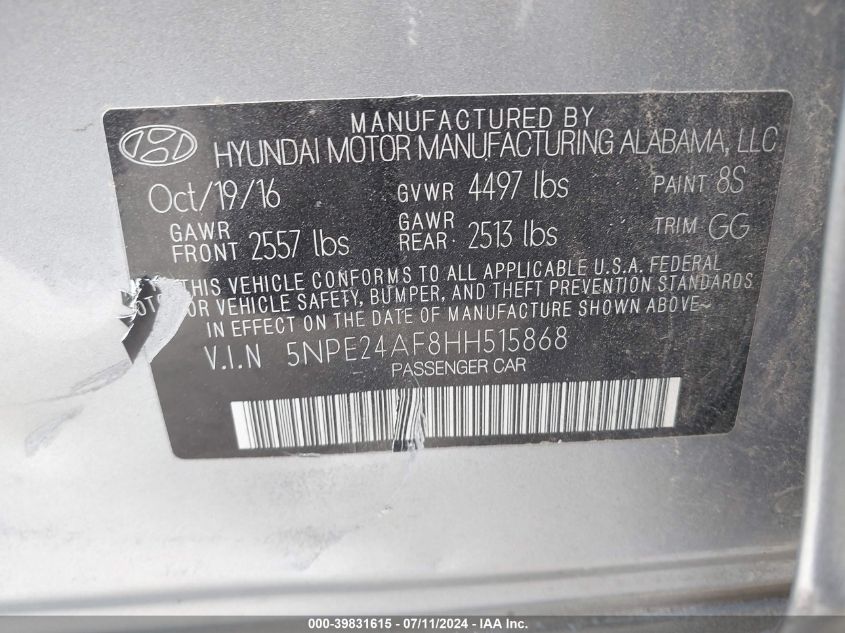 MANUFACTURED BY
HYUNDAI MOTOR MANUFACTURING ALABAMA, LLC
Oct/19/16 GVWR 4497 lbs PAINT 8S
GAWR FRONT 2557 lbs GAWR REAR 2513 lbs TRIM GG
THIS VEHICLE CONFORMS TO ALL APPLICABLE U.S.A. FEDERAL
MOTOR VEHICLE SAFETY, BUMPER, AND THEFT PREVENTION STANDARDS
IN EFFECT ON THE DATE OF MANUFACTURE SHOWN ABOVE~
V.I.N 5NPE24AF8HH515868
PASSENGER CAR
000-39831615 - 07/11/2024 - IAA Inc.